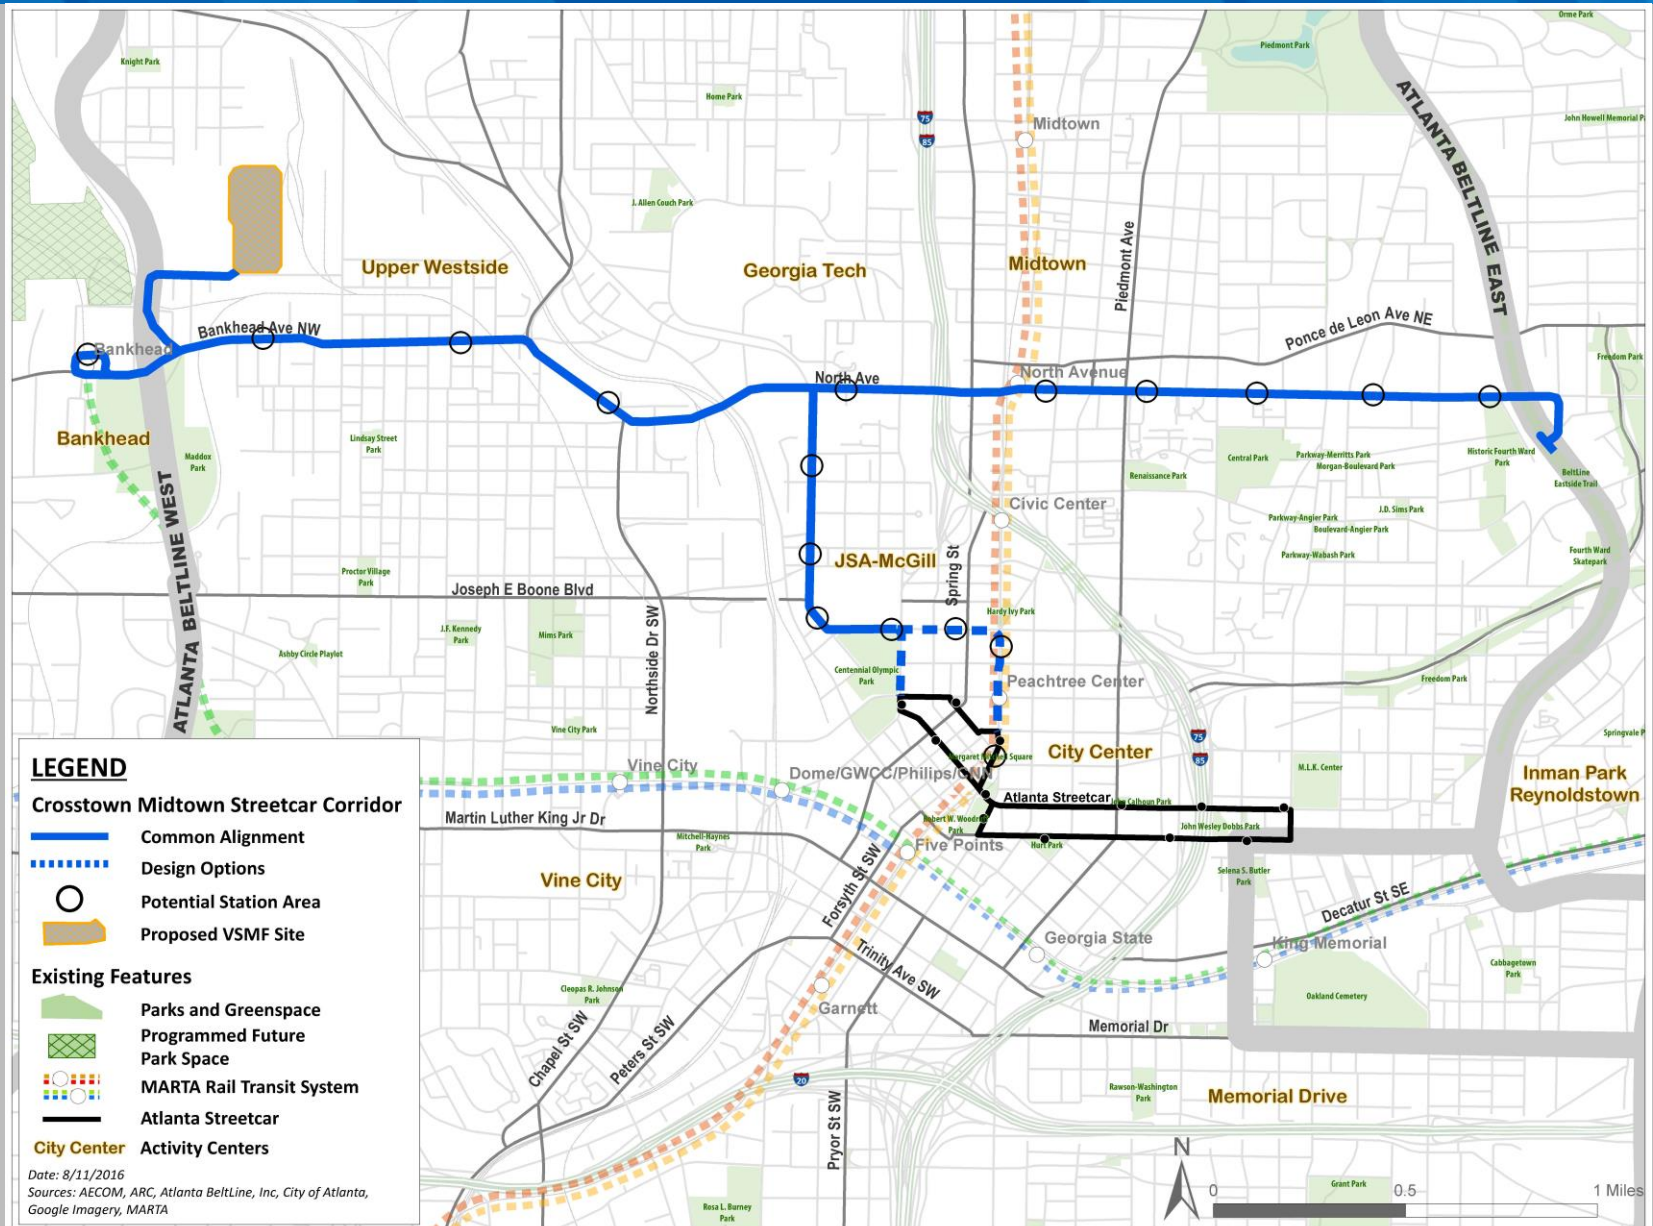 Orme Park
Knight Park
Piedmont Park
Home Park
75
85
ATLANTA BELTLINE EAST
John Howell Memorial P
Midtown
J. Allen Couch Park
Upper Westside
Georgia Tech
Midtown
Piedmont Ave
Bankhead Ave NW
Bankhead
Ponce de Leon Ave NE
Freedom Park
North Ave
North Avenue
Bankhead
Lindsay Street
Park
Maddox
Park
Central Park
Parkway-Merritts Park
Morgan-Boulevard Park
Historic Fourth Ward
Park
Renaissance Park
BeltLine
Eastside Trail
ATLANTA BELTLINE WEST
Civic Center
J.D. Sims Park
Parkway-Angier Park
Boulevard-Angier Park
JSA-McGill
Spring St
Parkway-Wabash Park
Fourth Ward
Skatepark
Proctor Village
Park
Joseph E Boone Blvd
Hardy Ivy Park
J.F. Kennedy
Park
Mims Park
Northside Dr SW
Ashby Circle Playlot
Centennial Olympic
Park
Peachtree Center
Freedom Park
Vine City Park
75
85
City Center
Springvale P
Vine City
Dome/GWCC/Philips/CNN
M.L.K. Center
Inman Park
Reynoldstown
Atlanta Streetcar
Calhoun Park
Martin Luther King Jr Dr
Mitchell-Haynes
Park
Robert W. Woodruff
Park
John Wesley Dobbs Park
Five Points
Hurt Park
Vine City
Forsyth St SW
Selena S. Butler
Park
Decatur St SE
Georgia State
King Memorial
Trinity Ave SW
Cabbagetown
Park
Cleopas R. Johnson
Park
Garnett
Oakland Cemetery
Chapel St SW
Peters St SW
Memorial Dr
20
Rawson-Washington
Park
Memorial Drive
Pryor St SW
Grant Park
Rosa L. Burney
Park
N
0 0.5 1 Miles
LEGEND
Crosstown Midtown Streetcar Corridor
Common Alignment
Design Options
Potential Station Area
Proposed VSMF Site
Existing Features
Parks and Greenspace
Programmed Future
Park Space
MARTA Rail Transit System
Atlanta Streetcar
City Center Activity Centers
Date: 8/11/2016
Sources: AECOM, ARC, Atlanta BeltLine, Inc, City of Atlanta,
Google Imagery, MARTA